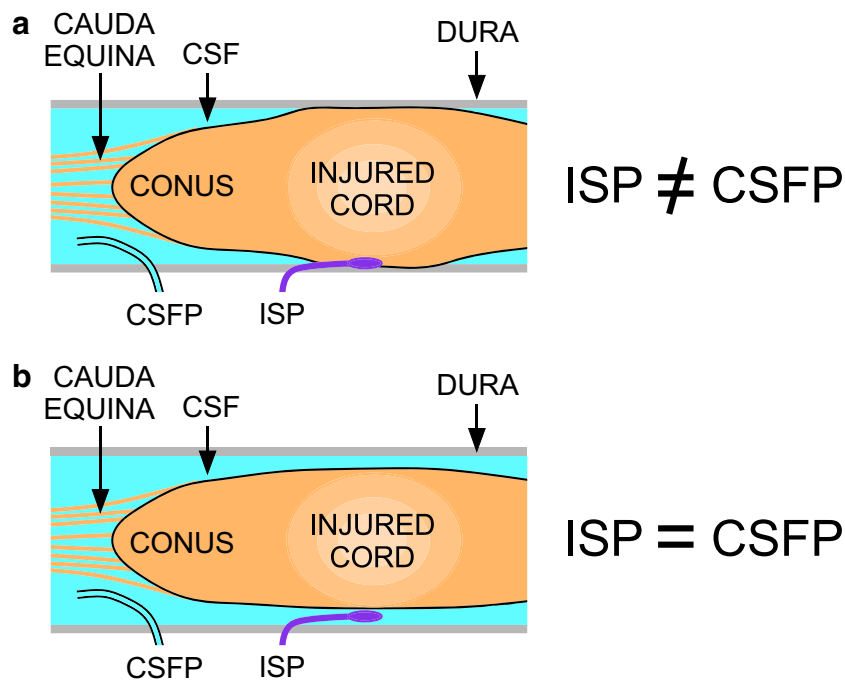 a
CAUDA
EQUINA
CSF
DURA
CONUS
INJURED
CORD
ISP ≠ CSFP
CSFP
ISP
b
CAUDA
EQUINA
CSF
DURA
CONUS
INJURED
CORD
ISP = CSFP
CSFP
ISP